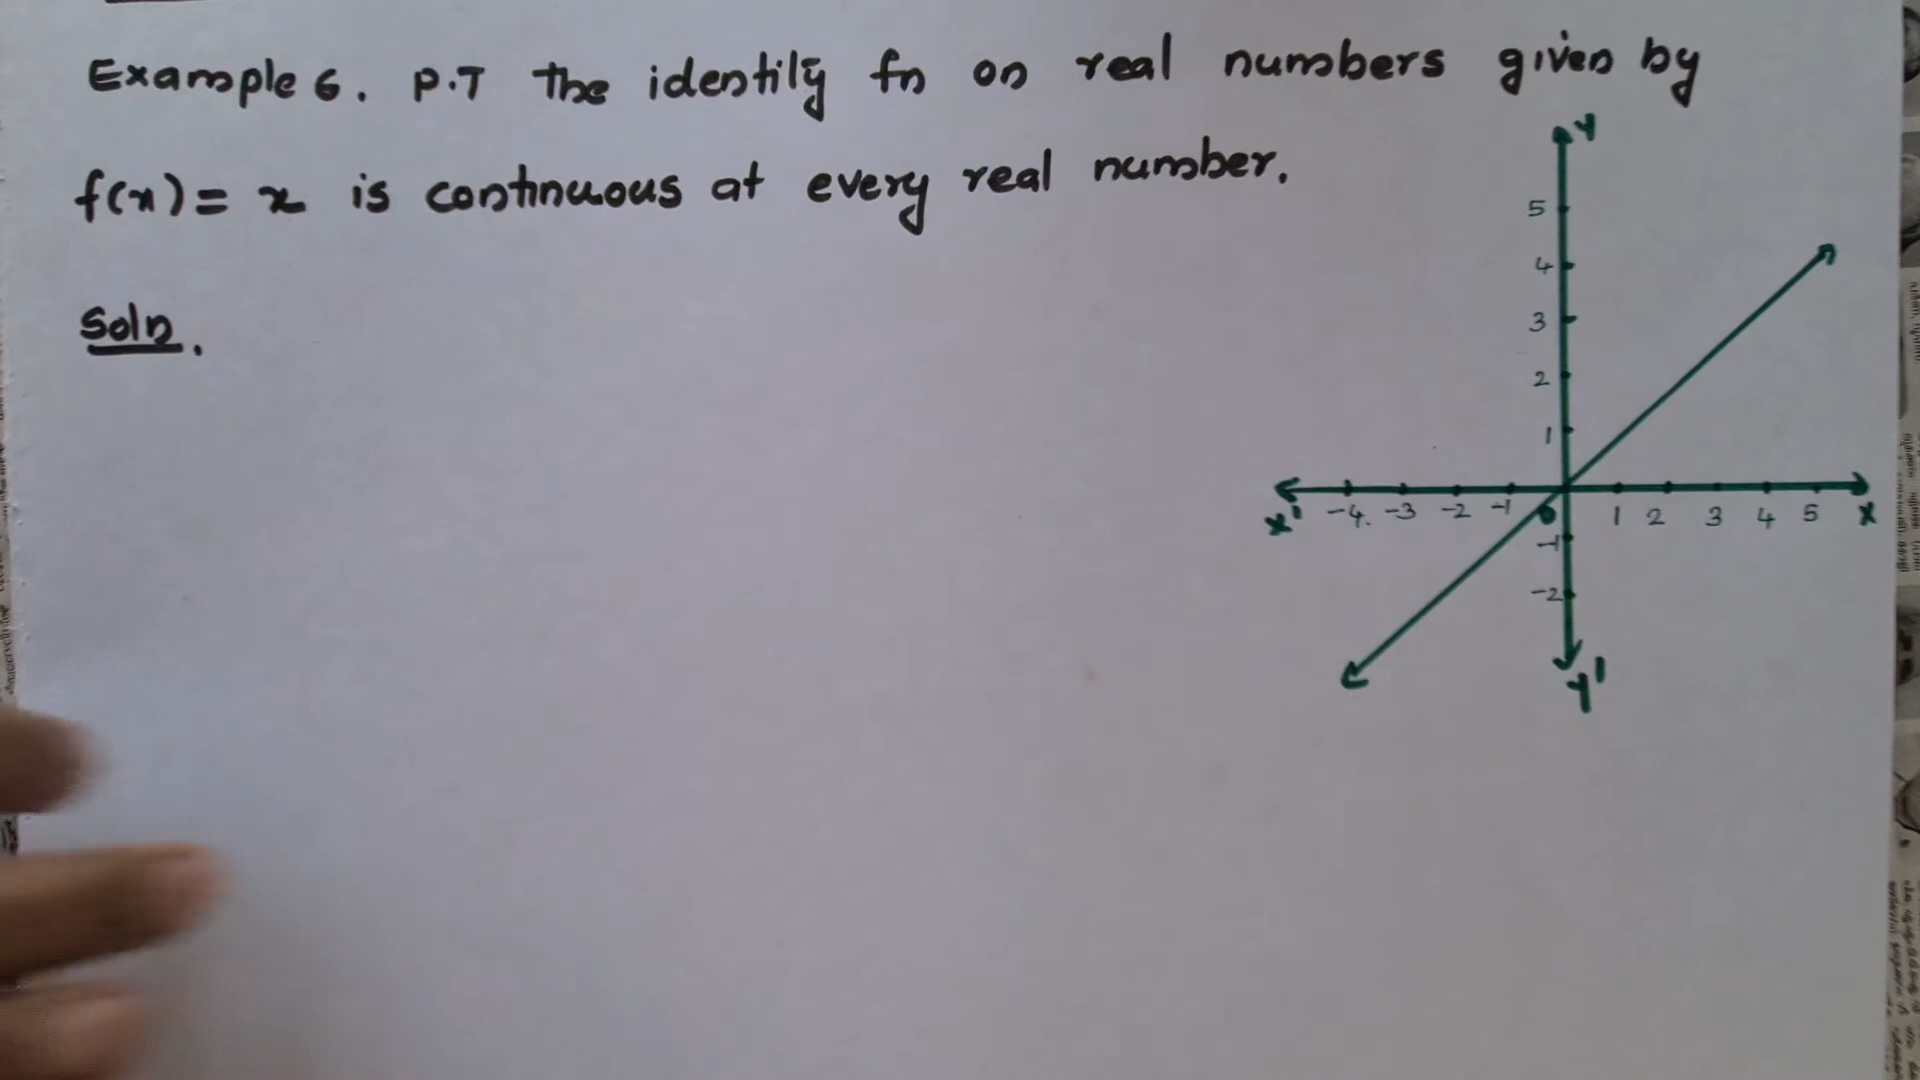 Example 6. P.T the identity fn on real numbers given by
f(x) = x is continuous at every real number.
Soln.
Y
5
4
3
2
1
X' -4. -3 -2 -1 0 1 2 3 4 5 X
-1
-2
Y'